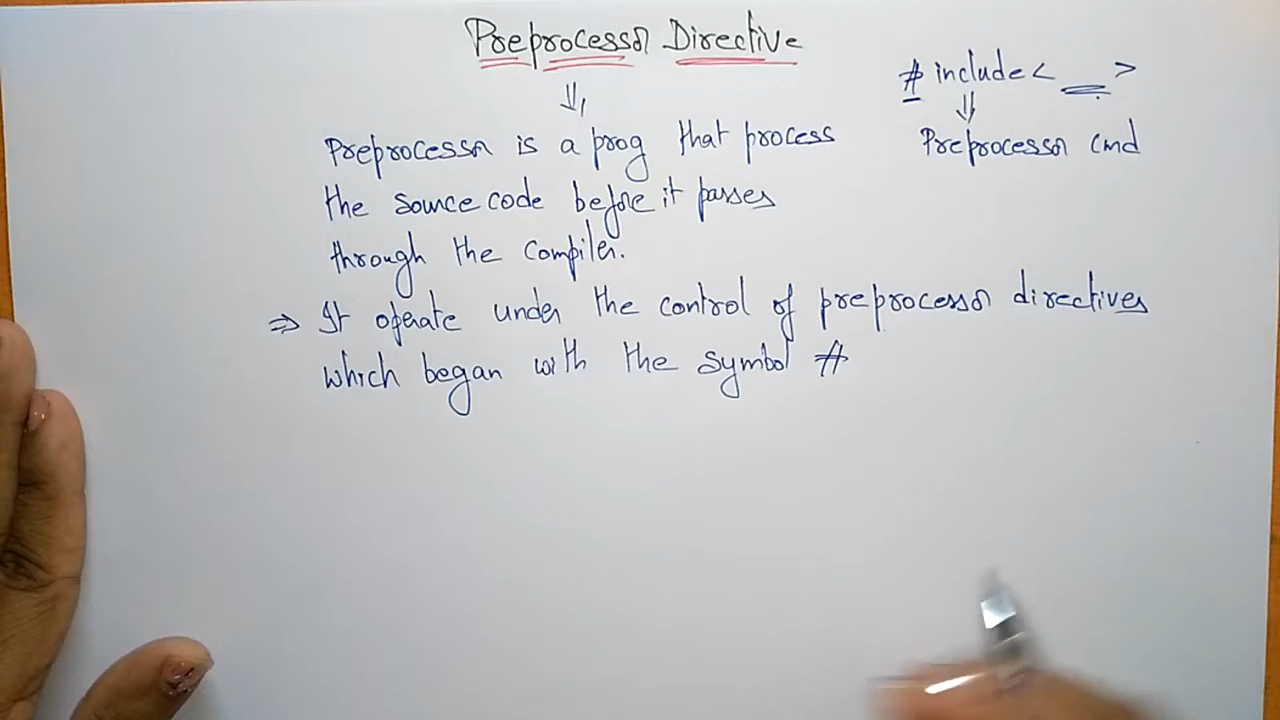 Preprocessor Directive
# include < __ >
Preprocessor cmd
Preprocessor is a prog that process
the source code before it passes
through the compiler.
⇒ It operate under the control of preprocessor directives
which began with the symbol #